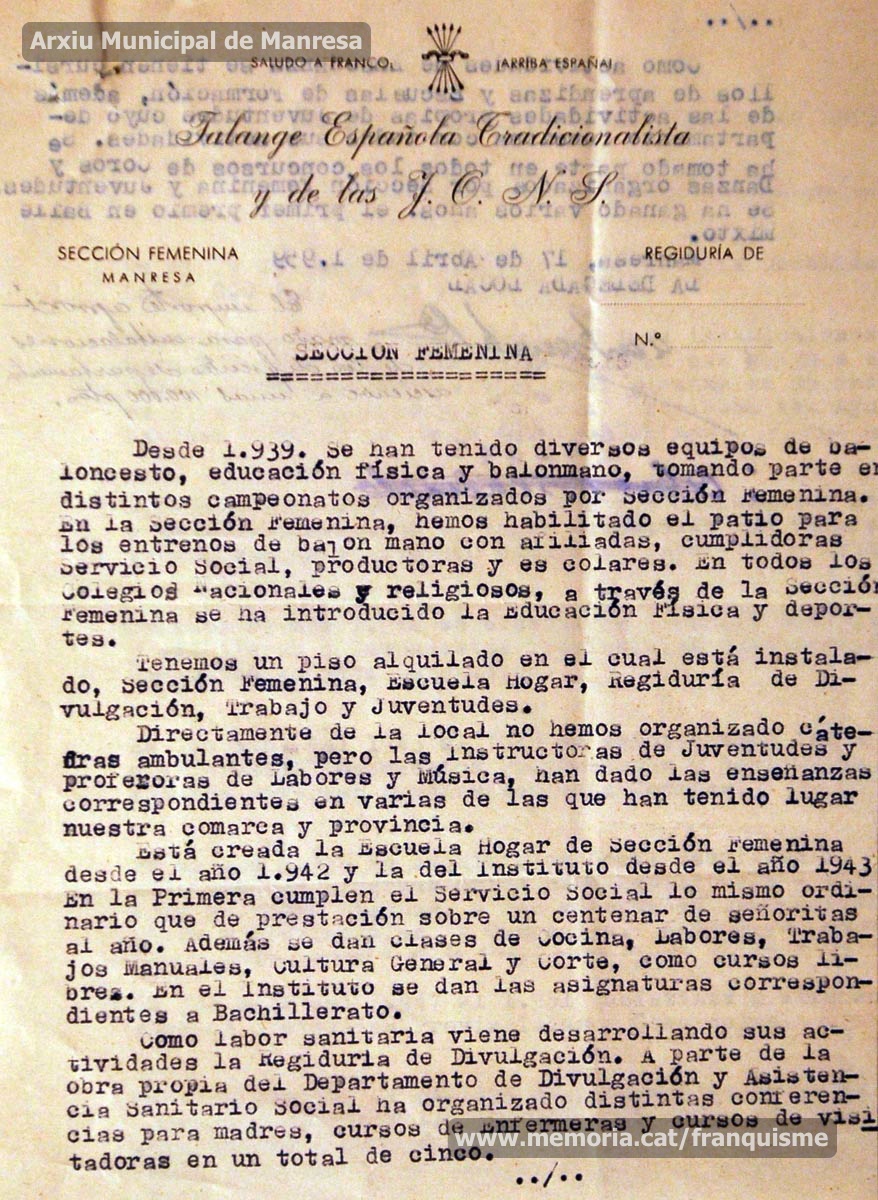 Arxiu Municipal de Manresa
SALUDO A FRANCO, ¡ARRIBA ESPAÑA!
Falange Española Tradicionalista
y de las J. O. N. S.
SECCIÓN FEMENINA
MANRESA
REGIDURÍA DE
N.º
SECCION FEMENINA
===================
Desde 1.939. Se han tenido diversos equipos de ba-
loncesto, educación física y balonmano, tomando parte en
distintos campeonatos organizados por Sección Femenina.
En la Sección Femenina, hemos habilitado el patio para
los entrenos de balon mano con afiliadas, cumplidoras
Servicio Social, productoras y es colares. En todos los
Colegios Nacionales y religiosos, a través de la Sección
Femenina se ha introducido la Educación Física y depor-
tes.
Tenemos un piso alquilado en el cual está instala-
do, Sección Femenina, Escuela Hogar, Regiduría de Di-
vulgación, Trabajo y Juventudes.
Directamente de la local no hemos organizado cáte-
dras ambulantes, pero las instructoras de Juventudes y
profesoras de Labores y Música, han dado las enseñanzas
correspondientes en varias de las que han tenido lugar
nuestra comarca y provincia.
Está creada la Escuela Hogar de Sección Femenina
desde el año 1.942 y la del Instituto desde el año 1943
En la Primera cumplen el Servicio Social lo mismo ordi-
nario que de prestación sobre un centenar de señoritas
al año. Además se dan clases de Cocina, Labores, Traba-
jos Manuales, Cultura General y Corte, como cursos li-
bres. En el Instituto se dan las asignaturas correspon-
dientes a Bachillerato.
Como labor sanitaria viene desarrollando sus ac-
tividades la Regiduria de Divulgación. A parte de la
obra propia del Departamento de Divulgación y Asisten-
cia Sanitario Social ha organizado distintas conferen-
cias para madres, cursos de Enfermeras y cursos de visi
tadoras en un total de cinco.
../..
www.memoria.cat/franquisme